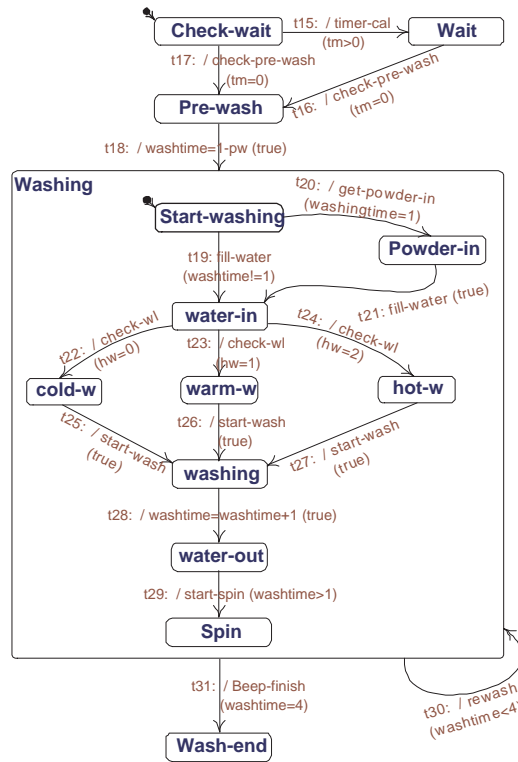 Check-wait
t15: / timer-cal
(tm>0)
Wait
t17: / check-pre-wash
(tm=0)
t16: / check-pre-wash
(tm=0)
Pre-wash
t18: / washtime=1-pw (true)
Washing
t20: / get-powder-in
(washingtime=1)
Start-washing
Powder-in
t19: fill-water
(washtime!=1)
t21: fill-water (true)
water-in
t22: / check-wl
(hw=0)
t23: / check-wl
(hw=1)
t24: / check-wl
(hw=2)
cold-w
warm-w
hot-w
t25: / start-wash
(true)
t26: / start-wash
(true)
t27: / start-wash
(true)
washing
t28: / washtime=washtime+1 (true)
water-out
t29: / start-spin (washtime>1)
Spin
t31: / Beep-finish
(washtime=4)
t30: / rewash
(washtime<4)
Wash-end